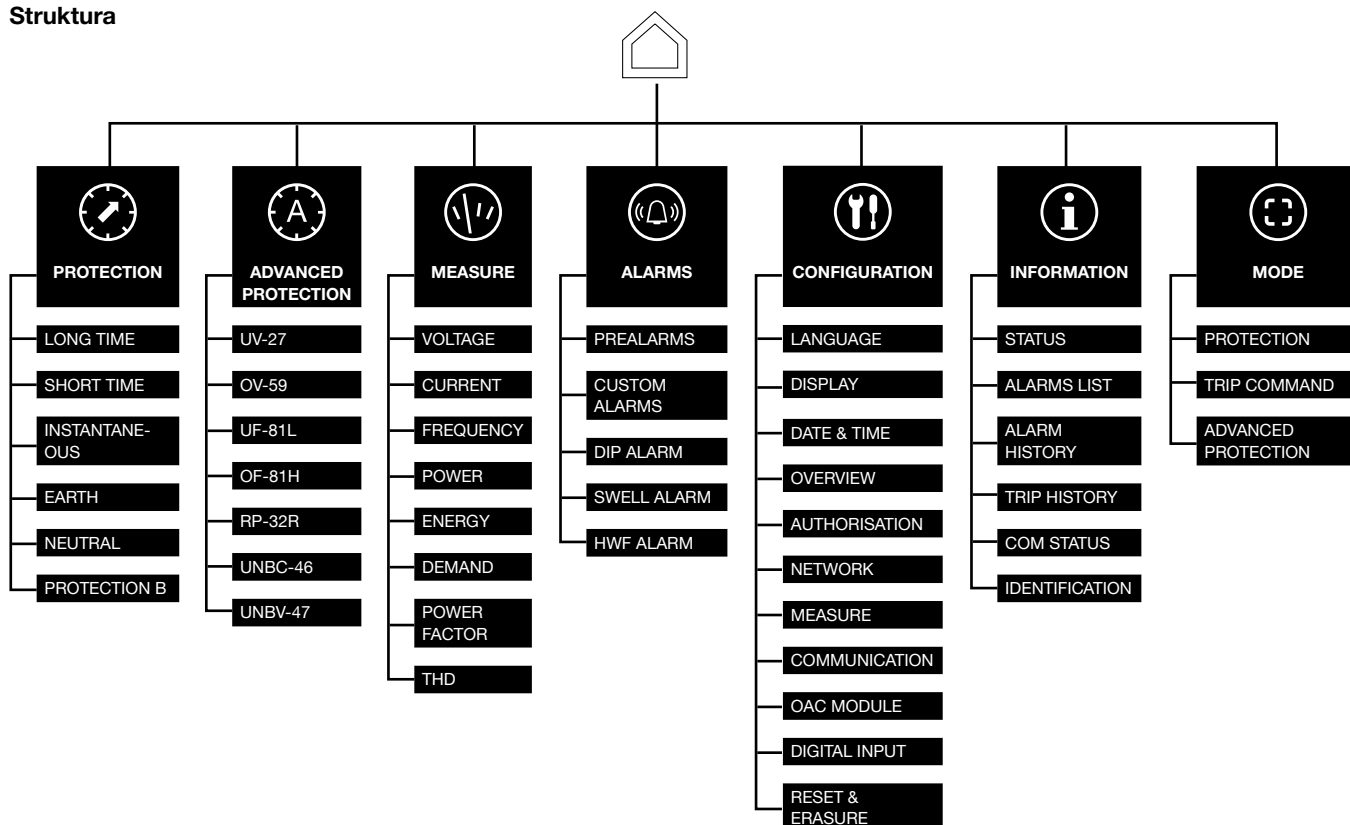 Struktura
PROTECTION
LONG TIME
SHORT TIME
INSTANTANE-
OUS
EARTH
NEUTRAL
PROTECTION B
A
ADVANCED
PROTECTION
UV-27
OV-59
UF-81L
OF-81H
RP-32R
UNBC-46
UNBV-47
MEASURE
VOLTAGE
CURRENT
FREQUENCY
POWER
ENERGY
DEMAND
POWER
FACTOR
THD
ALARMS
PREALARMS
CUSTOM
ALARMS
DIP ALARM
SWELL ALARM
HWF ALARM
CONFIGURATION
LANGUAGE
DISPLAY
DATE & TIME
OVERVIEW
AUTHORISATION
NETWORK
MEASURE
COMMUNICATION
OAC MODULE
DIGITAL INPUT
RESET &
ERASURE
i
INFORMATION
STATUS
ALARMS LIST
ALARM
HISTORY
TRIP HISTORY
COM STATUS
IDENTIFICATION
MODE
PROTECTION
TRIP COMMAND
ADVANCED
PROTECTION